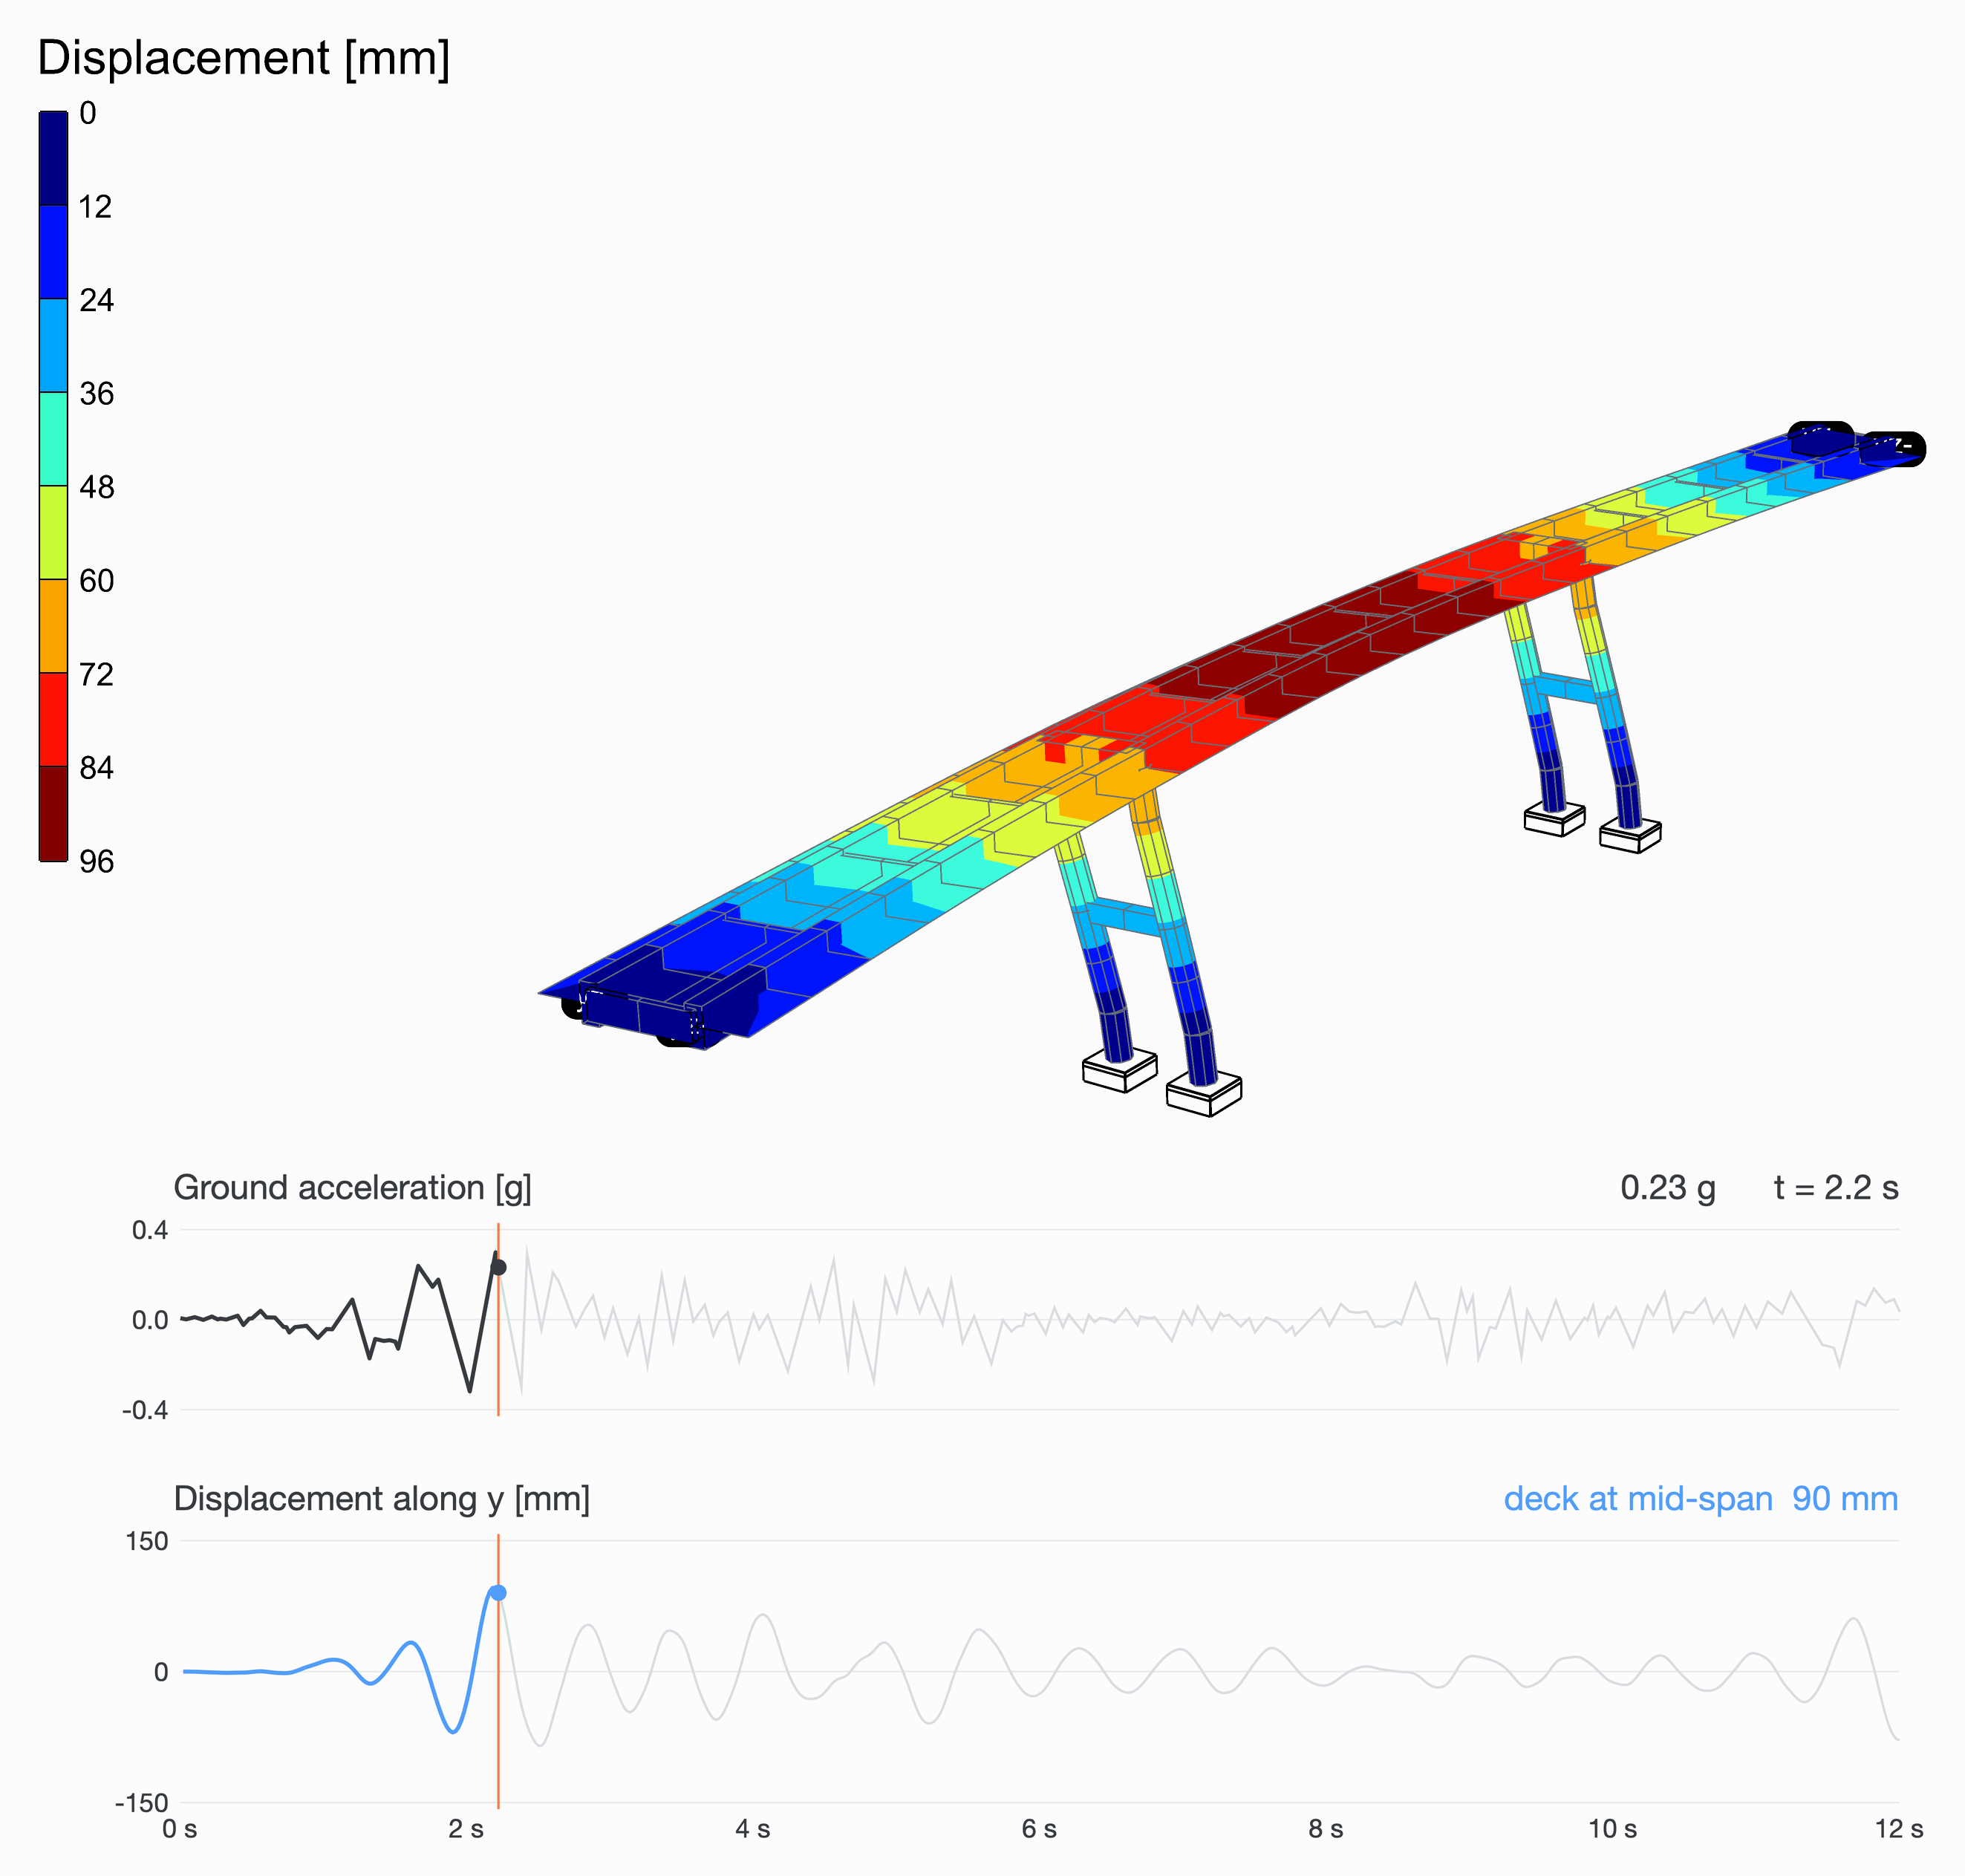 Displacement [mm]
0
12
24
36
48
60
72
84
96
Ground acceleration [g]
0.23 g t = 2.2 s
0.4
0.0
-0.4
Displacement along y [mm]
deck at mid-span 90 mm
150
0
-150
0 s 2 s 4 s 6 s 8 s 10 s 12 s